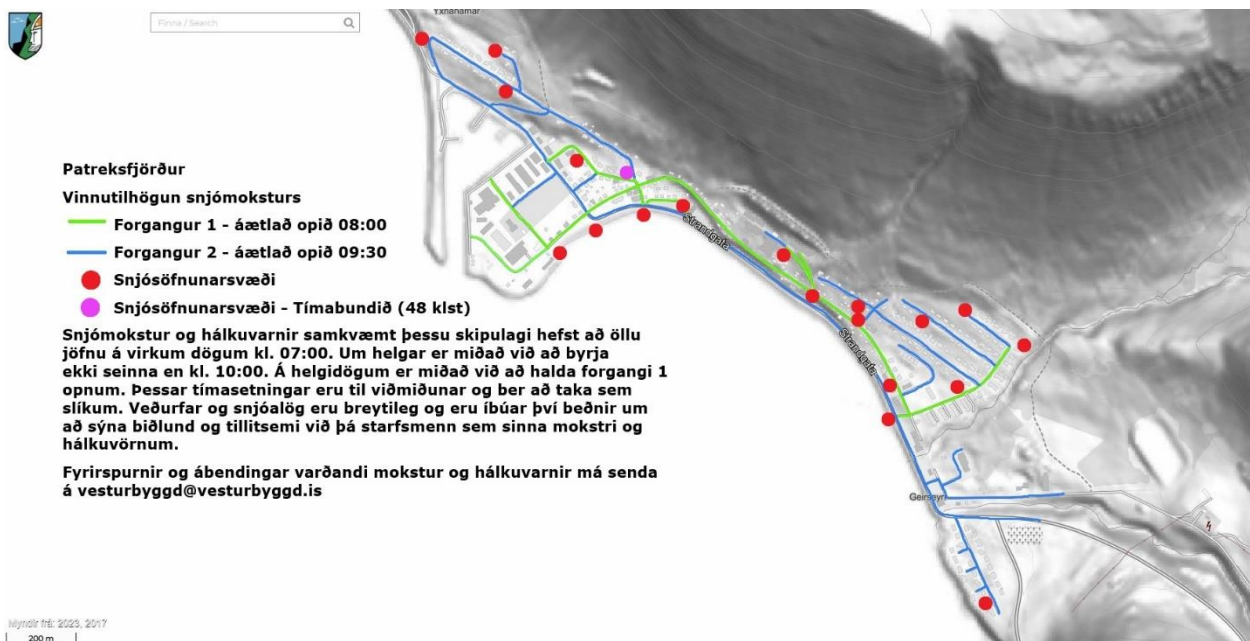 Yxnahamar
Finna / Search
Patreksfjörður
Vinnutilhögun snjómoksturs
Forgangur 1 - áætlað opið 08:00
Forgangur 2 - áætlað opið 09:30
Snjósöfnunarsvæði
Snjósöfnunarsvæði - Tímabundið (48 klst)
Snjómokstur og hálkuvarnir samkvæmt þessu skipulagi hefst að öllu
jöfnu á virkum dögum kl. 07:00. Um helgar er miðað við að byrja
ekki seinna en kl. 10:00. Á helgidögum er miðað við að halda forgangi 1
opnum. Þessar tímasetningar eru til viðmiðunar og ber að taka sem
slíkum. Veðurfar og snjóalög eru breytileg og eru íbúar því beðnir um
að sýna biðlund og tillitsemi við þá starfsmenn sem sinna mokstri og
hálkuvörnum.
Fyrirspurnir og ábendingar varðandi mokstur og hálkuvarnir má senda
á vesturbyggd@vesturbyggd.is
Strandgata
Strandgata
Geirseyri
Myndir frá: 2023, 2017
200 m